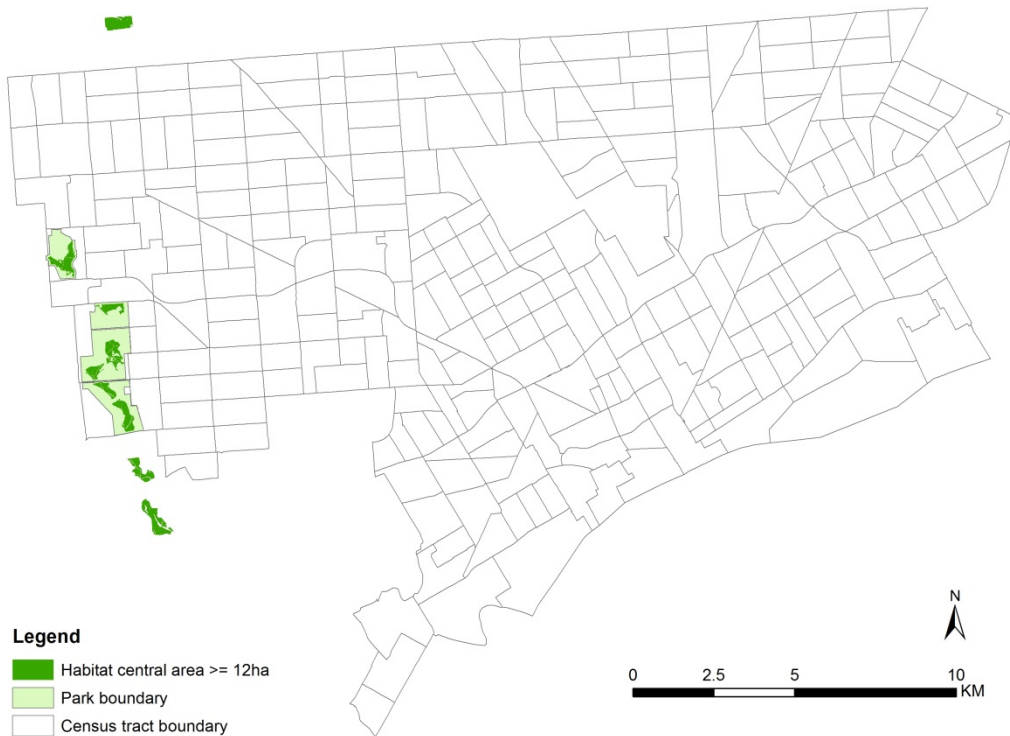 N
Legend
Habitat central area >= 12ha
Park boundary
Census tract boundary
0 2.5 5 10
KM